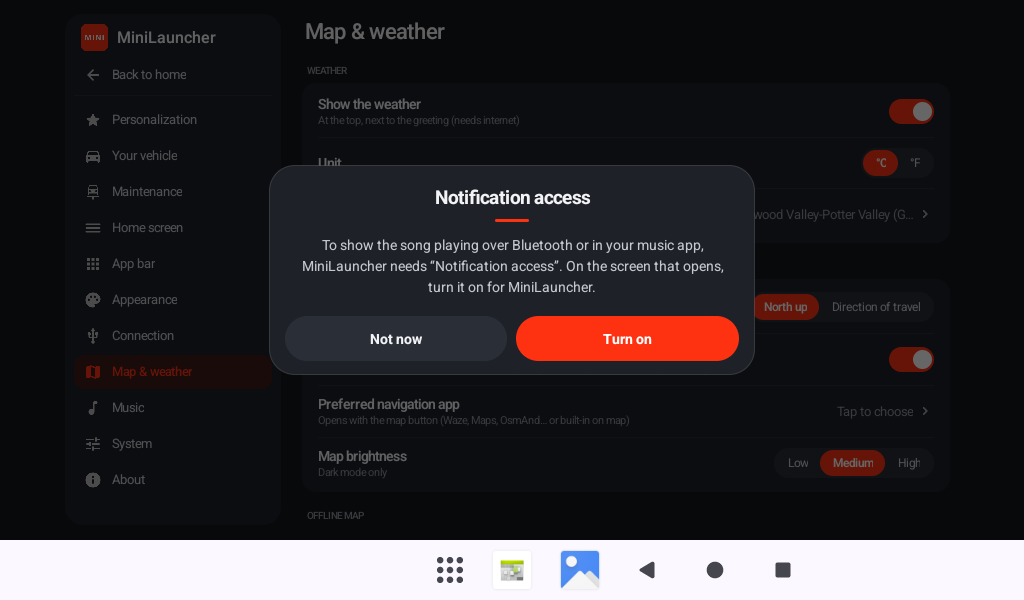 MINI
MiniLauncher
Back to home
Personalization
Your vehicle
Maintenance
Home screen
App bar
Appearance
Connection
Map & weather
Music
System
About
Map & weather
WEATHER
Show the weather
At the top, next to the greeting (needs internet)
Unit
°C
°F
wood Valley-Potter Valley (G...
Notification access
To show the song playing over Bluetooth or in your music app,
MiniLauncher needs “Notification access”. On the screen that opens,
turn it on for MiniLauncher.
Not now
Turn on
North up
Direction of travel
Preferred navigation app
Opens with the map button (Waze, Maps, OsmAnd... or built-in on map)
Tap to choose
Map brightness
Dark mode only
Low
Medium
High
OFFLINE MAP